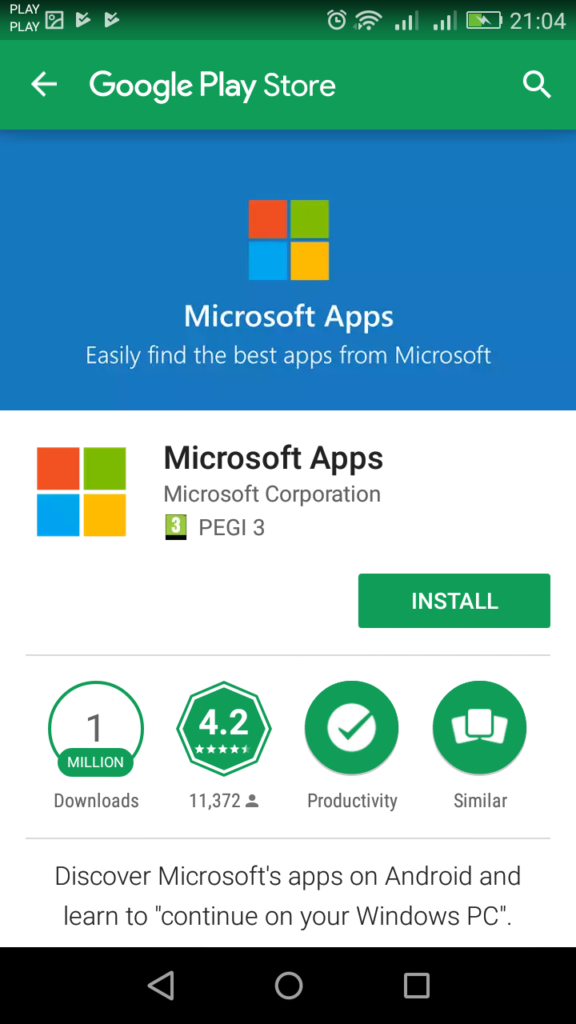 PLAY
PLAY
21:04
Google Play Store
Microsoft Apps
Easily find the best apps from Microsoft
Microsoft Apps
Microsoft Corporation
3 PEGI 3
INSTALL
1
MILLION
Downloads
4.2
11,372
Productivity
Similar
Discover Microsoft's apps on Android and
learn to "continue on your Windows PC".